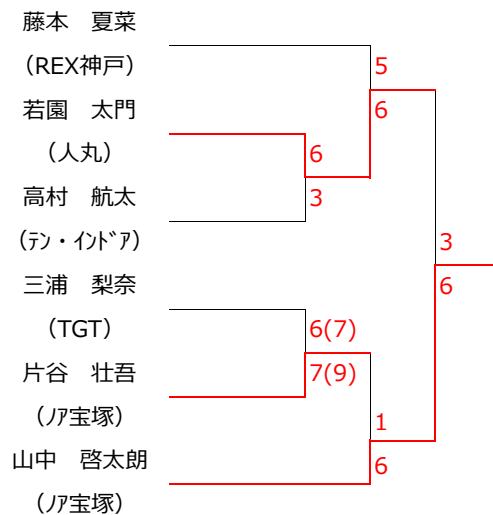 藤本　夏菜
（REX神戸）
5
若園　太門
6
（人丸）
6
高村　航太
3
（ﾃﾝ・ｲﾝﾄﾞｱ）
3
三浦　梨奈
6
（TGT）
6(7)
片谷　壮吾
7(9)
（ﾉｱ宝塚）
1
山中　啓太朗
6
（ﾉｱ宝塚）